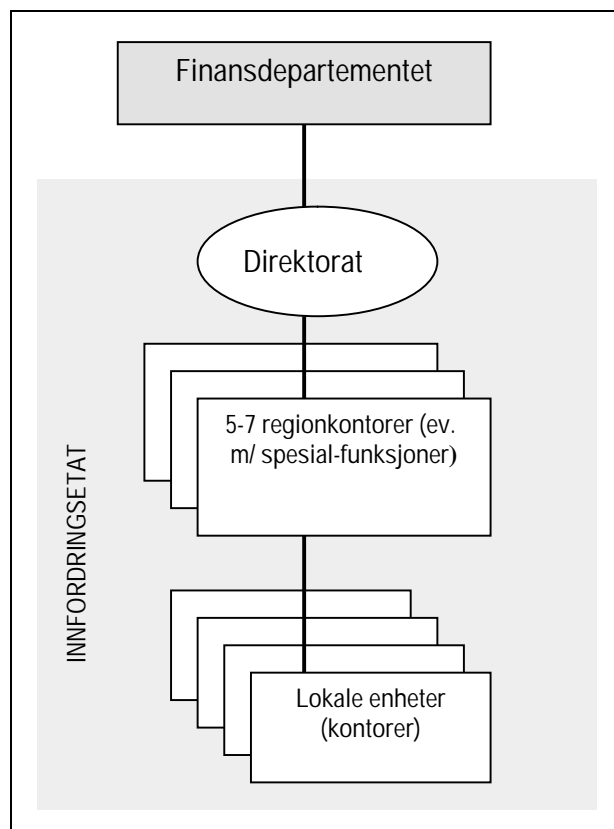 Finansdepartementet
Direktorat
5-7 regionkontorer (ev.
m/ spesial-funksjoner)
INNFORDRINGSETAT
Lokale enheter
(kontorer)